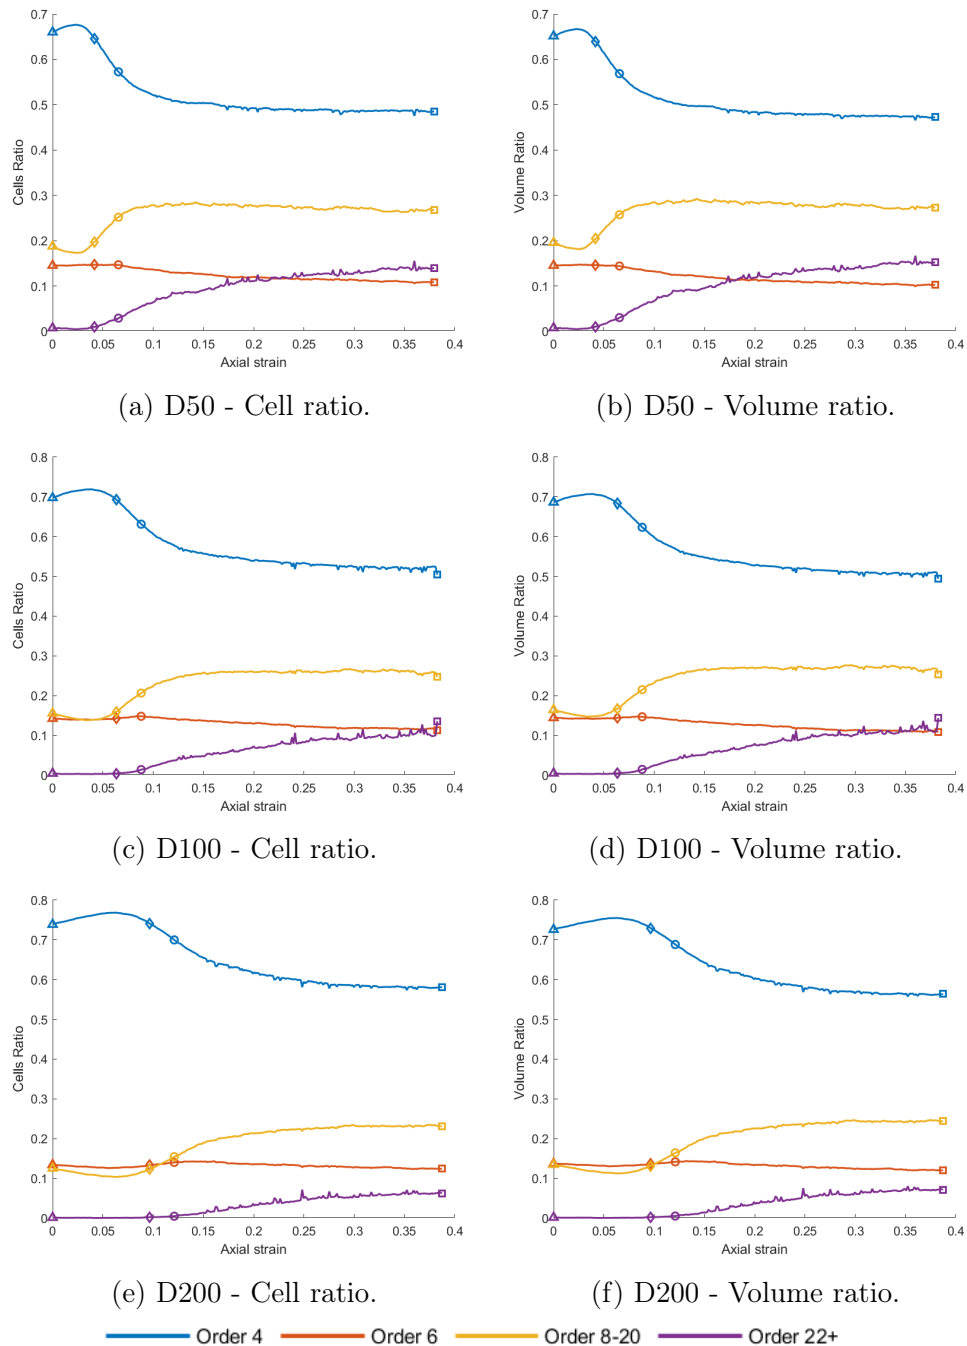 0.7
0.6
0.5
0.4
0.3
0.2
0.1
0
Cells Ratio
0 0.05 0.1 0.15 0.2 0.25 0.3 0.35 0.4
Axial strain
0.7
0.6
0.5
0.4
0.3
0.2
0.1
0
Volume Ratio
0 0.05 0.1 0.15 0.2 0.25 0.3 0.35 0.4
Axial strain
(a) D50 - Cell ratio.
(b) D50 - Volume ratio.
0.8
0.7
0.6
0.5
0.4
0.3
0.2
0.1
0
Cells Ratio
0 0.05 0.1 0.15 0.2 0.25 0.3 0.35 0.4
Axial strain
0.8
0.7
0.6
0.5
0.4
0.3
0.2
0.1
0
Volume Ratio
0 0.05 0.1 0.15 0.2 0.25 0.3 0.35 0.4
Axial strain
(c) D100 - Cell ratio.
(d) D100 - Volume ratio.
0.8
0.7
0.6
0.5
0.4
0.3
0.2
0.1
0
Cells Ratio
0 0.05 0.1 0.15 0.2 0.25 0.3 0.35 0.4
Axial strain
0.8
0.7
0.6
0.5
0.4
0.3
0.2
0.1
0
Volume Ratio
0 0.05 0.1 0.15 0.2 0.25 0.3 0.35 0.4
Axial strain
(e) D200 - Cell ratio.
(f) D200 - Volume ratio.
Order 4 Order 6 Order 8-20 Order 22+